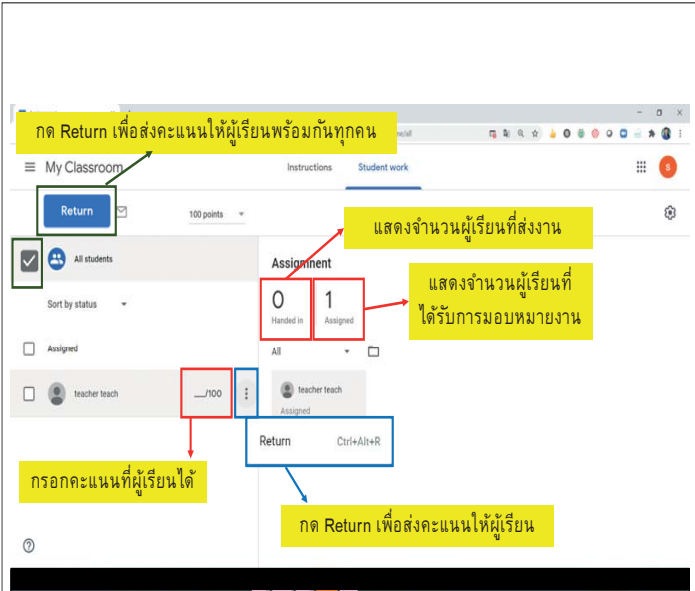 กด Return เพื่อส่งคะแนนให้ผู้เรียนพร้อมกันทุกคน
My Classroom
Instructions
Student work
S
Return
100 points
แสดงจำนวนผู้เรียนที่ส่งงาน
All students
Assignment
แสดงจำนวนผู้เรียนที่
ได้รับการมอบหมายงาน
0
1
Handed in
Assigned
Sort by status
Assigned
All
teacher teach
__/100
teacher teach
Assigned
Return Ctrl+Alt+R
กรอกคะแนนที่ผู้เรียนได้
กด Return เพื่อส่งคะแนนให้ผู้เรียน